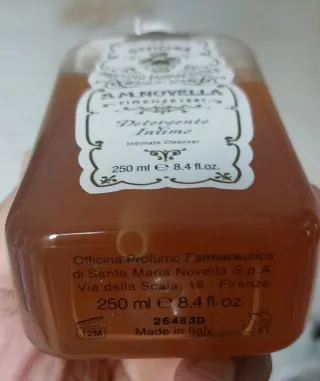 OFFICINA
S.M.NOVELLA
FIRENZE 1221
Detergente
Intimo
Intimate Cleanser
250 ml ℮ 8.4 fl.oz.
Officina Profumo Farmaceutica
di Santa Maria Novella S.p.A.
Via della Scala, 16 - Firenze
250 ml ℮ 8.4 fl.oz
26483D
12M
Made in Italy